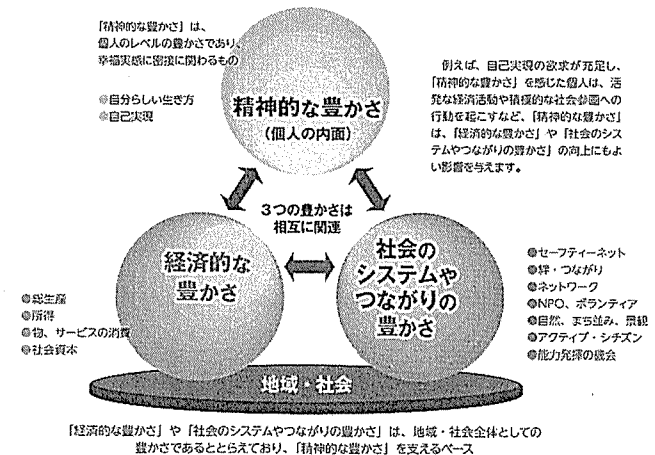 「精神的な豊かさ」は、
個人のレベルの豊かさであり、
幸福実感に密接に関わるもの
●自分らしい生き方
●自己実現
精神的な豊かさ
(個人の内面)
例えば、自己実現の欲求が充足し、
「精神的な豊かさ」を感じた個人は、活
発な経済活動や積極的な社会参画への
行動を起こすなど、「精神的な豊かさ」
は、「経済的な豊かさ」や「社会のシス
テムやつながりの豊かさ」の向上にもよ
い影響を与えます。
3つの豊かさは
相互に関連
経済的な
豊かさ
社会の
システムや
つながりの
豊かさ
●総生産
●所得
●物、サービスの消費
●社会資本
●セーフティーネット
●絆・つながり
●ネットワーク
●NPO、ボランティア
●自然、まち並み、景観
●アクティブ・シチズン
●能力発揮の機会
地域・社会
「経済的な豊かさ」や「社会のシステムやつながりの豊かさ」は、地域・社会全体としての
豊かさであるととらえており、「精神的な豊かさ」を支えるベース